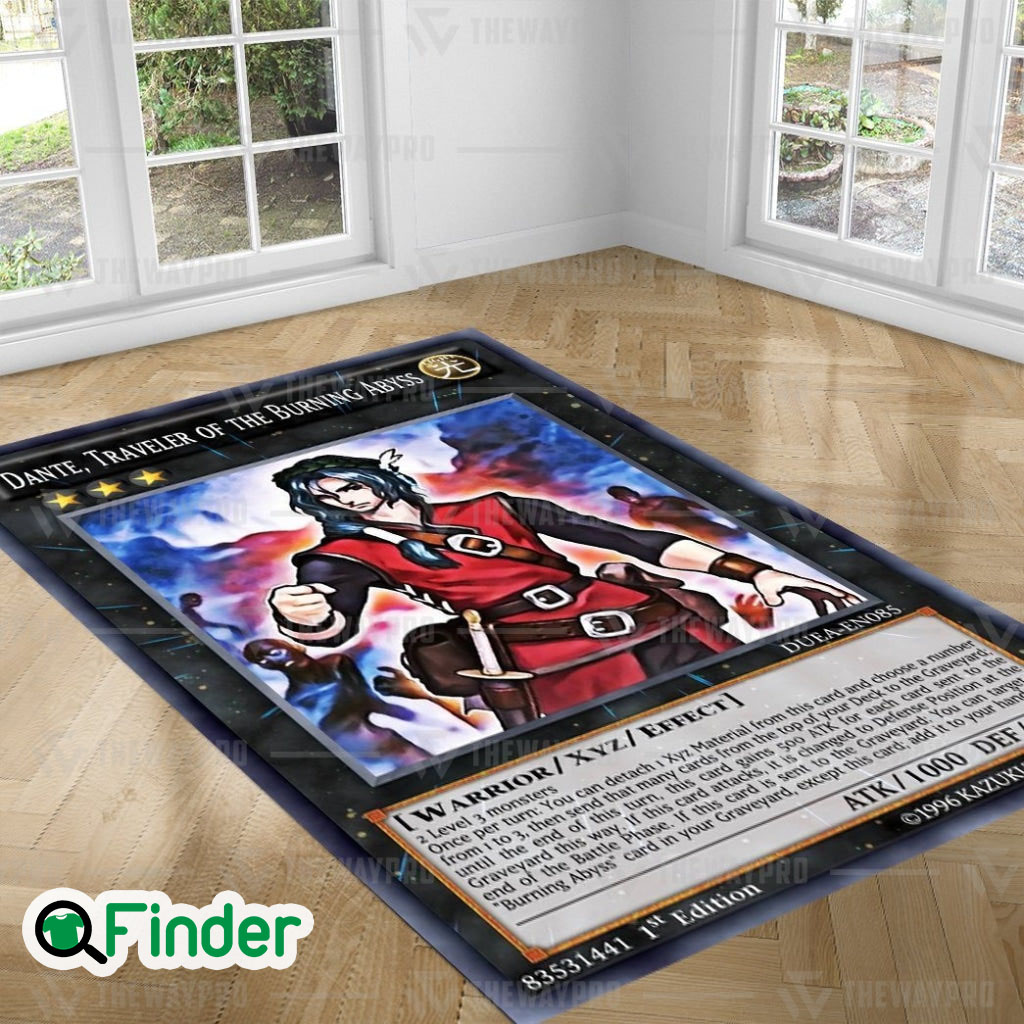 THEWAYPRO
DANTE, TRAVELER OF THE BURNING ABYSS
光
DUEA-EN085
[WARRIOR/XYZ/EFFECT]
2 Level 3 monsters
Once per turn: You can detach 1 Xyz Material from this card and choose a number
from 1 to 3, then send that many cards from the top of your Deck to the Graveyard,
until the end of this turn, this card gains 500 ATK for each card sent to the
Graveyard this way. If this card attacks, it is changed to Defense Position at the
end of the Battle Phase. If this card is sent to the Graveyard: You can target
"Burning Abyss" card in your Graveyard, except this card; add it to your hand
ATK/1000 DEF/
83531441 1st Edition
©1996 KAZUKI
Finder